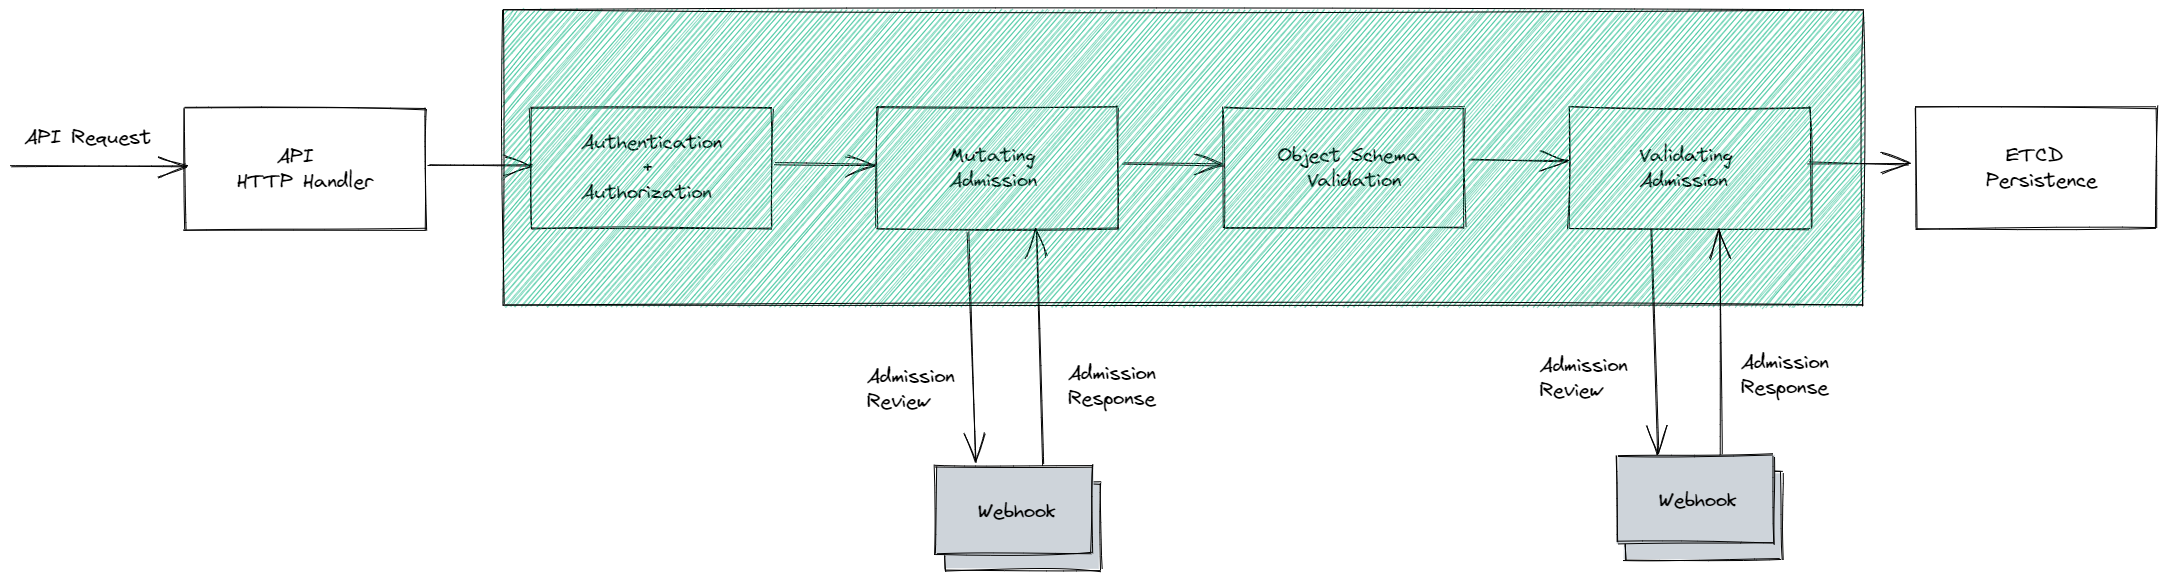 API Request
API
HTTP Handler
Authentication
+
Authorization
Mutating
Admission
Object Schema
Validation
Validating
Admission
ETCD
Persistence
Admission
Review
Admission
Response
Admission
Review
Admission
Response
Webhook
Webhook